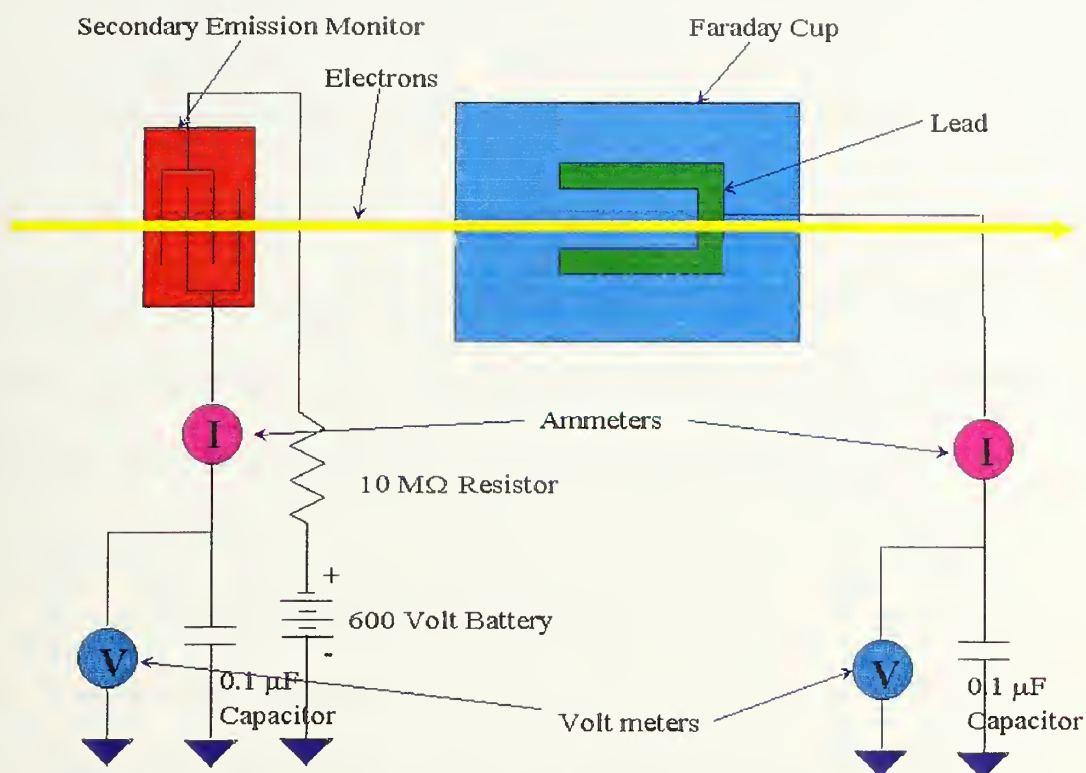 Secondary Emission Monitor
Faraday Cup
Electrons
Lead
I
Ammeters
I
10 MΩ Resistor
+
600 Volt Battery
-
V
0.1 μF
Capacitor
Volt meters
V
0.1 μF
Capacitor